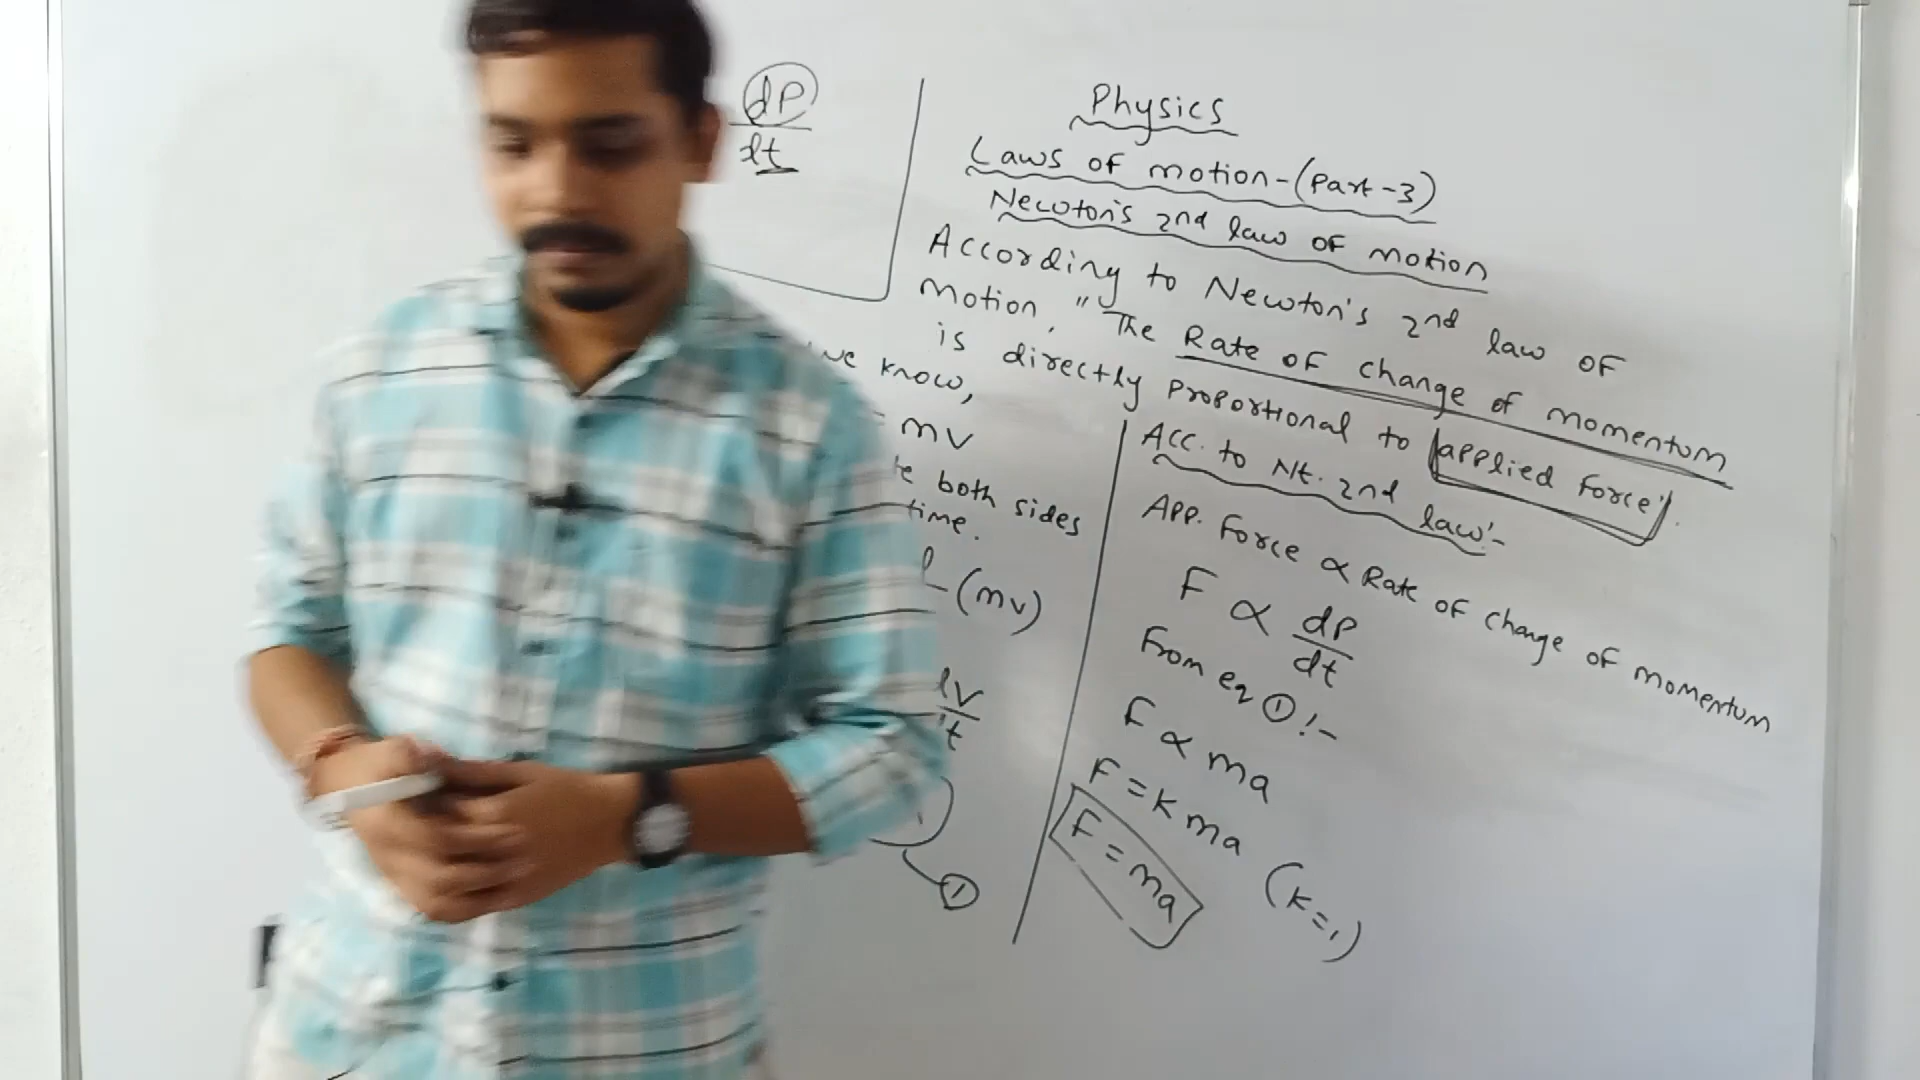 dP
dt
Physics
Laws of motion-(Part-3)
Newton's 2nd law of motion
According to Newton's 2nd law of
motion, "The Rate of change of momentum
is directly proportional to applied Force".
we know,
= mv
both sides
time.
(mv)
1
Acc. to Nt. 2nd law:-
App. Force ∝ Rate of change of momentum
F ∝ dP
dt
From eq 1 :-
F ∝ ma
F = K ma (K=1)
F = ma